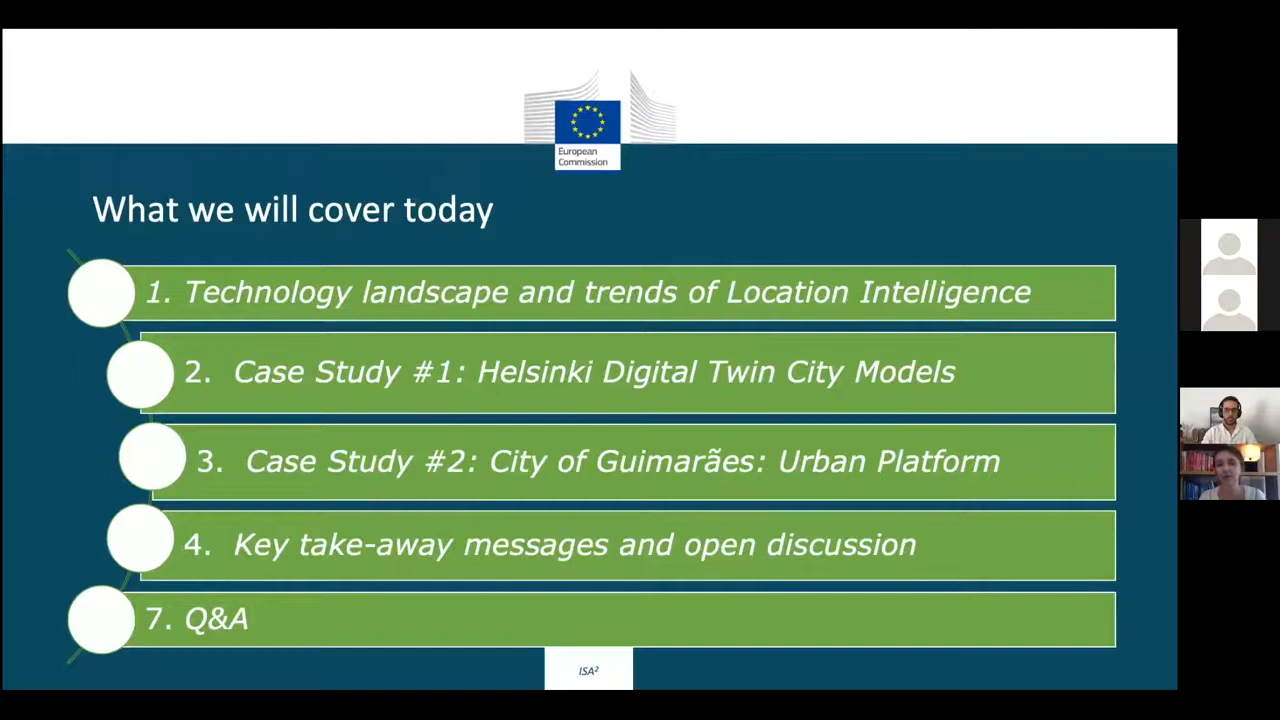 European
Commission
What we will cover today
1. Technology landscape and trends of Location Intelligence
2. Case Study #1: Helsinki Digital Twin City Models
3. Case Study #2: City of Guimarães: Urban Platform
4. Key take-away messages and open discussion
7. Q&A
ISA²